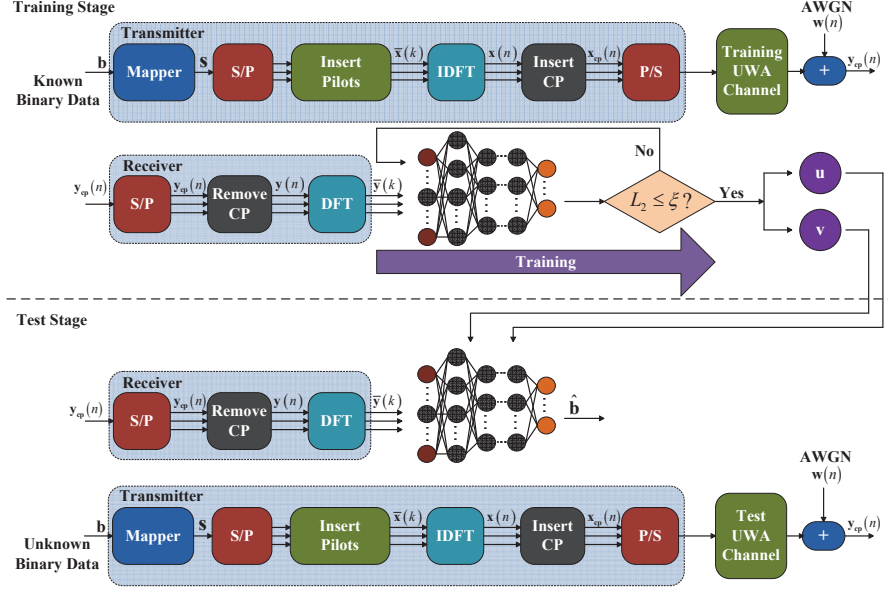 Training Stage
Transmitter
AWGN
w(n)
b
Mapper
s
S/P
Insert
Pilots
x̅(k)
IDFT
x(n)
Insert
CP
x_cp(n)
P/S
Training
UWA
Channel
+
y_cp(n)
Known
Binary Data
Receiver
y_cp(n)
S/P
y_cp(n)
Remove
CP
y(n)
DFT
y̅(k)
No
L₂ ≤ ξ ?
Yes
u
v
Training
Test Stage
Receiver
y_cp(n)
S/P
y_cp(n)
Remove
CP
y(n)
DFT
y̅(k)
b̂
Transmitter
AWGN
w(n)
b
Mapper
s
S/P
Insert
Pilots
x̅(k)
IDFT
x(n)
Insert
CP
x_cp(n)
P/S
Test
UWA
Channel
+
y_cp(n)
Unknown
Binary Data